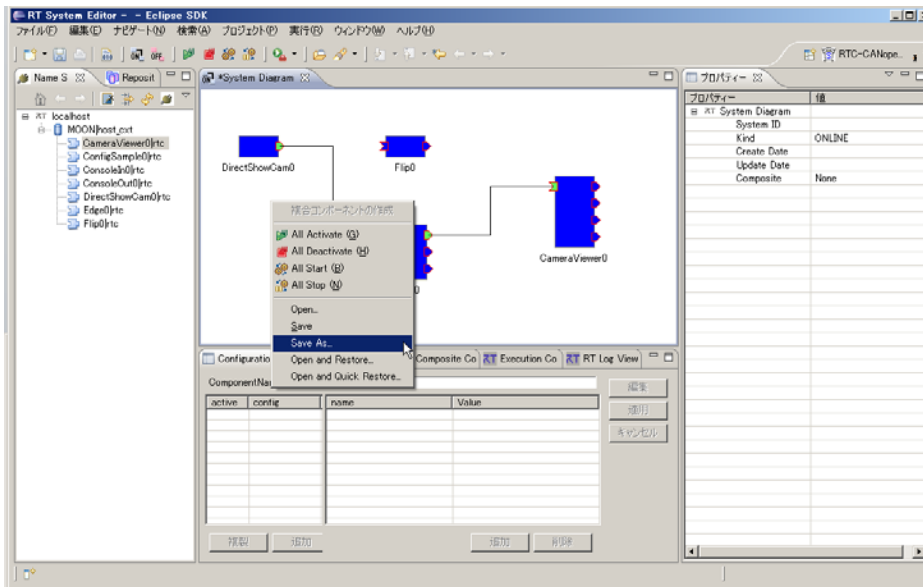 RT System Editor - - Eclipse SDK
ファイル(F) 編集(E) ナビゲート(N) 検索(A) プロジェクト(P) 実行(R) ウィンドウ(W) ヘルプ(H)
RTC-CANope..
Name S
Reposit
localhost
MOON|host_cxt
CameraViewer0|rtc
ConfigSample0|rtc
ConsoleIn0|rtc
ConsoleOut0|rtc
DirectShowCam0|rtc
Edge0|rtc
Flip0|rtc
*System Diagram
DirectShowCam0
Flip0
CameraViewer0
0
複合コンポーネントの作成
All Activate (G)
All Deactivate (H)
All Start (B)
All Stop (N)
Open...
Save
Save As...
Open and Restore...
Open and Quick Restore...
Configuratio
Composite Co
RT Execution Co
RT RT Log View
ComponentNa
active config name Value
編集
適用
キャンセル
複製 追加 追加 削除
プロパティー
プロパティー 値
RT System Diagram
System ID
Kind ONLINE
Create Date
Update Date
Composite None